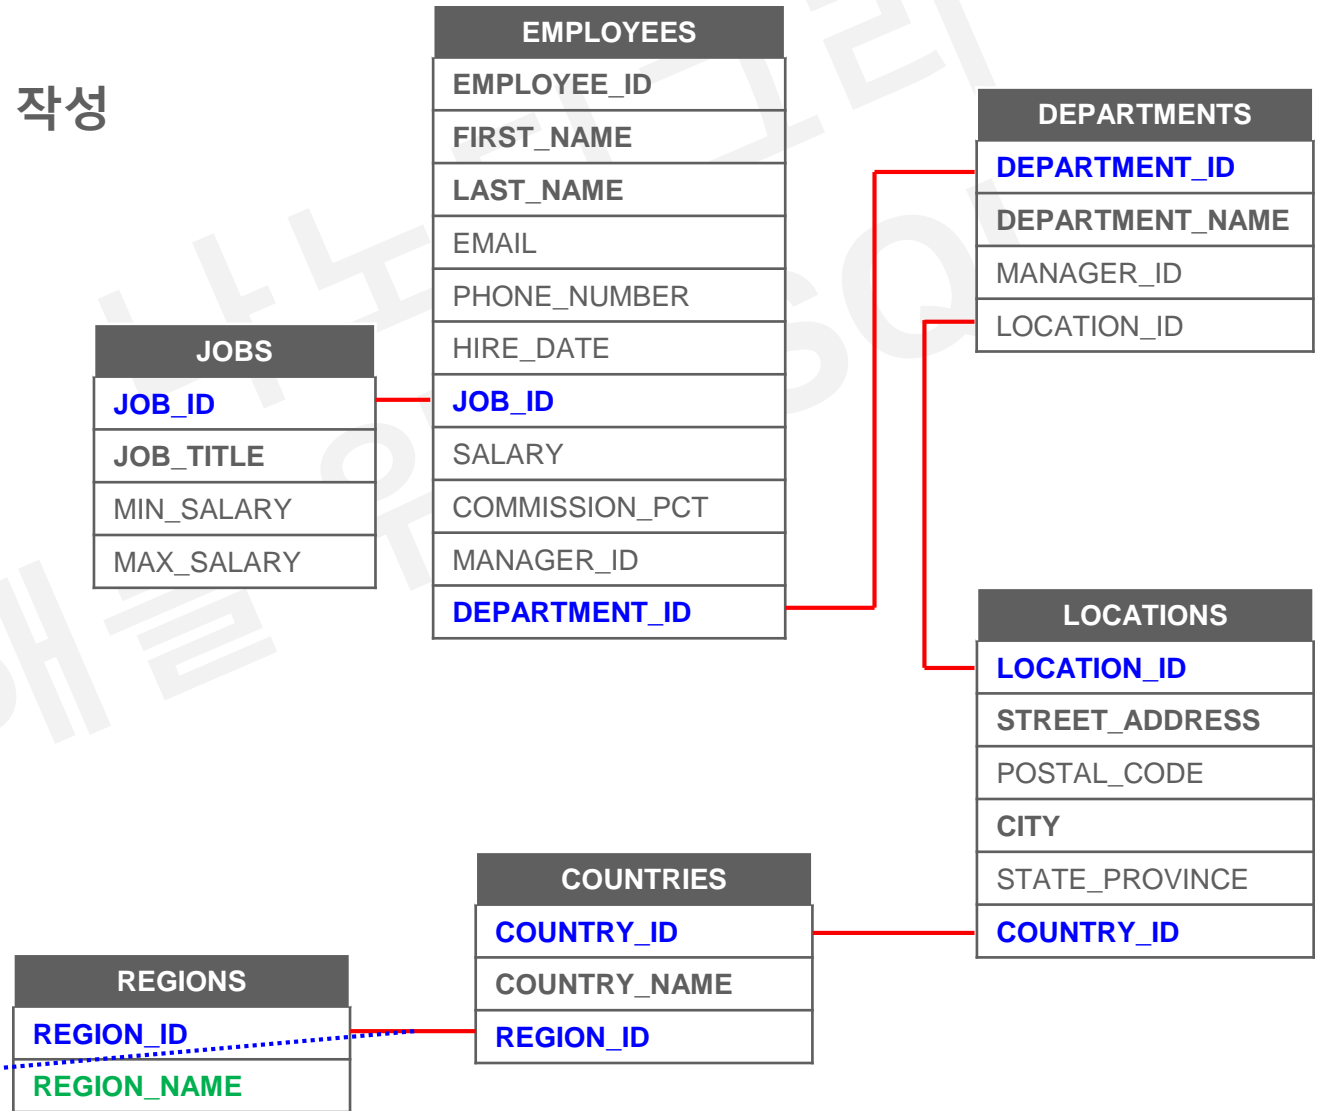 작성
EMPLOYEES
EMPLOYEE_ID
FIRST_NAME
LAST_NAME
EMAIL
PHONE_NUMBER
HIRE_DATE
JOB_ID
SALARY
COMMISSION_PCT
MANAGER_ID
DEPARTMENT_ID
DEPARTMENTS
DEPARTMENT_ID
DEPARTMENT_NAME
MANAGER_ID
LOCATION_ID
JOBS
JOB_ID
JOB_TITLE
MIN_SALARY
MAX_SALARY
LOCATIONS
LOCATION_ID
STREET_ADDRESS
POSTAL_CODE
CITY
STATE_PROVINCE
COUNTRY_ID
COUNTRIES
COUNTRY_ID
COUNTRY_NAME
REGION_ID
REGIONS
REGION_ID
REGION_NAME